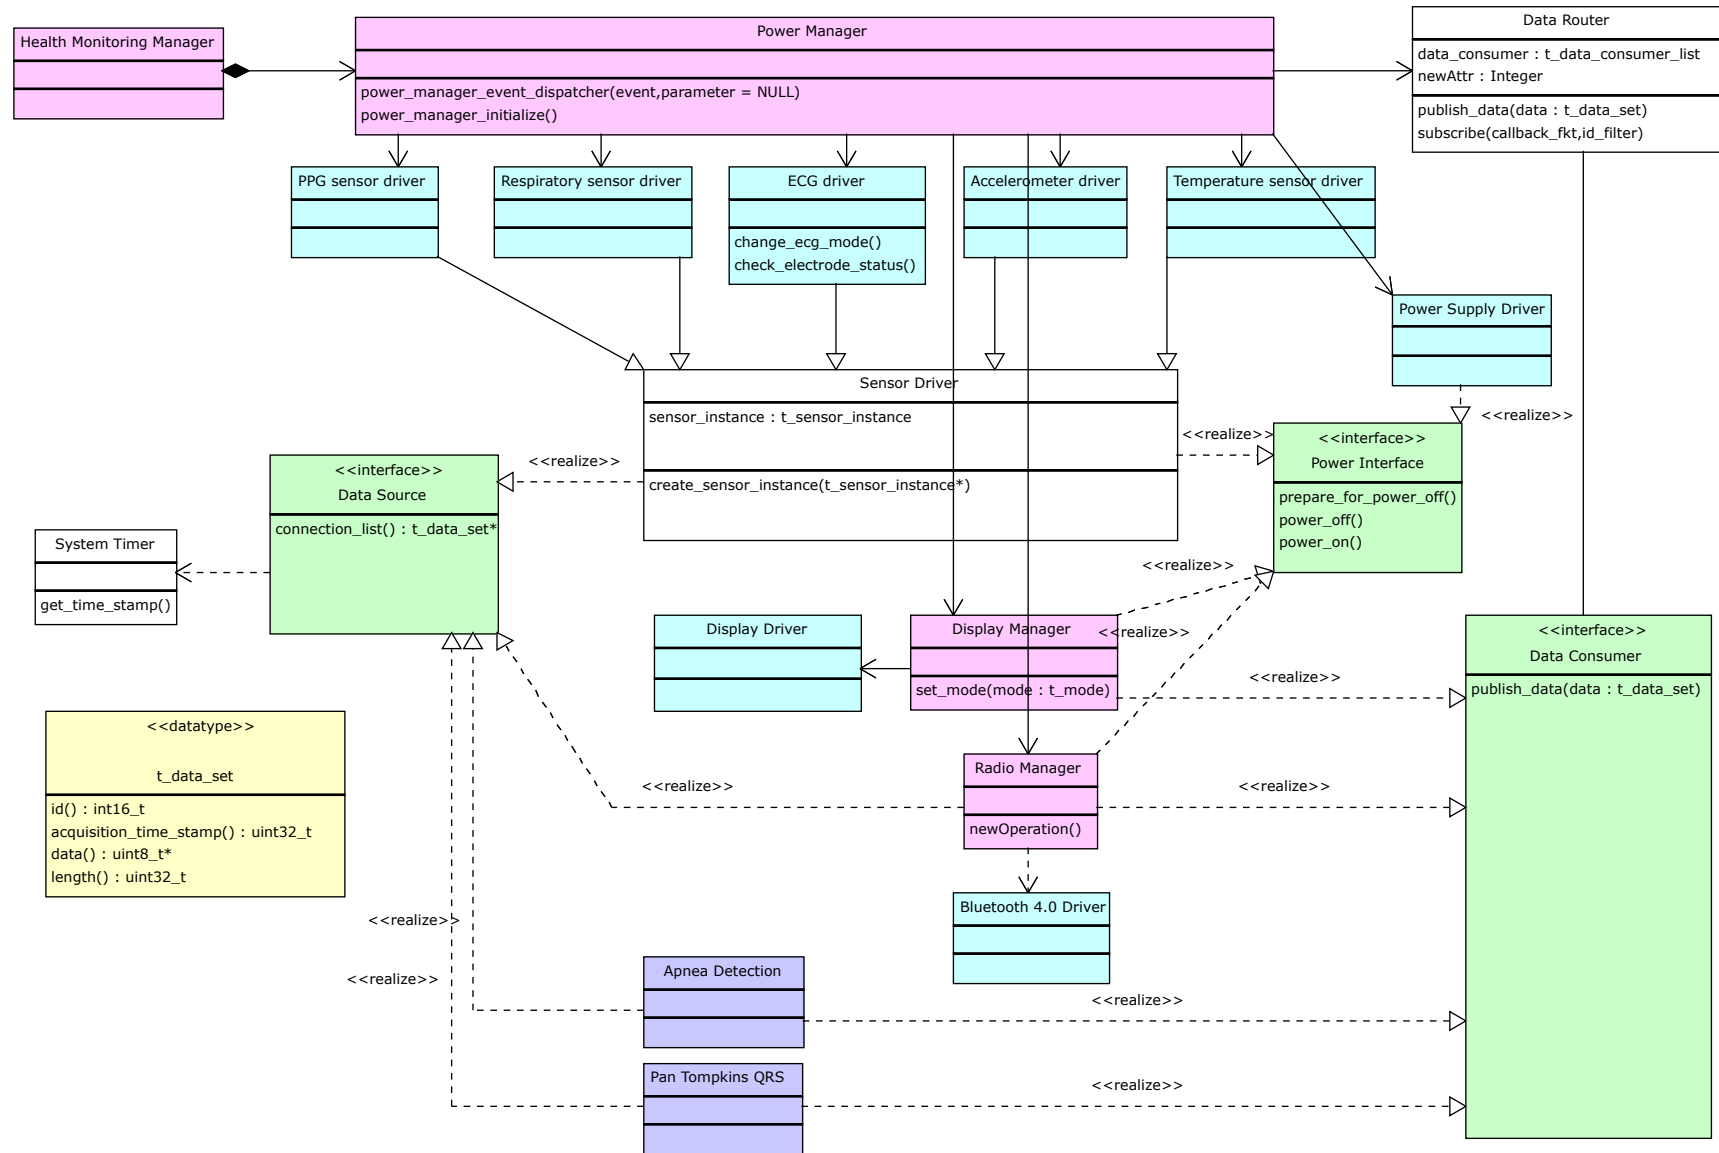 Health Monitoring Manager
Power Manager
power_manager_event_dispatcher(event,parameter = NULL)
power_manager_initialize()
Data Router
data_consumer : t_data_consumer_list
newAttr : Integer
publish_data(data : t_data_set)
subscribe(callback_fkt,id_filter)
PPG sensor driver
Respiratory sensor driver
ECG driver
change_ecg_mode()
check_electrode_status()
Accelerometer driver
Temperature sensor driver
Power Supply Driver
Sensor Driver
sensor_instance : t_sensor_instance
create_sensor_instance(t_sensor_instance*)
<<realize>>
<<realize>>
<<realize>>
<<interface>>
Power Interface
prepare_for_power_off()
power_off()
power_on()
<<interface>>
Data Source
connection_list() : t_data_set*
System Timer
get_time_stamp()
<<realize>>
<<realize>>
Display Driver
Display Manager
set_mode(mode : t_mode)
<<realize>>
<<interface>>
Data Consumer
publish_data(data : t_data_set)
<<datatype>>
t_data_set
id() : int16_t
acquisition_time_stamp() : uint32_t
data() : uint8_t*
length() : uint32_t
<<realize>>
Radio Manager
newOperation()
<<realize>>
Bluetooth 4.0 Driver
<<realize>>
<<realize>>
Apnea Detection
<<realize>>
Pan Tompkins QRS
<<realize>>